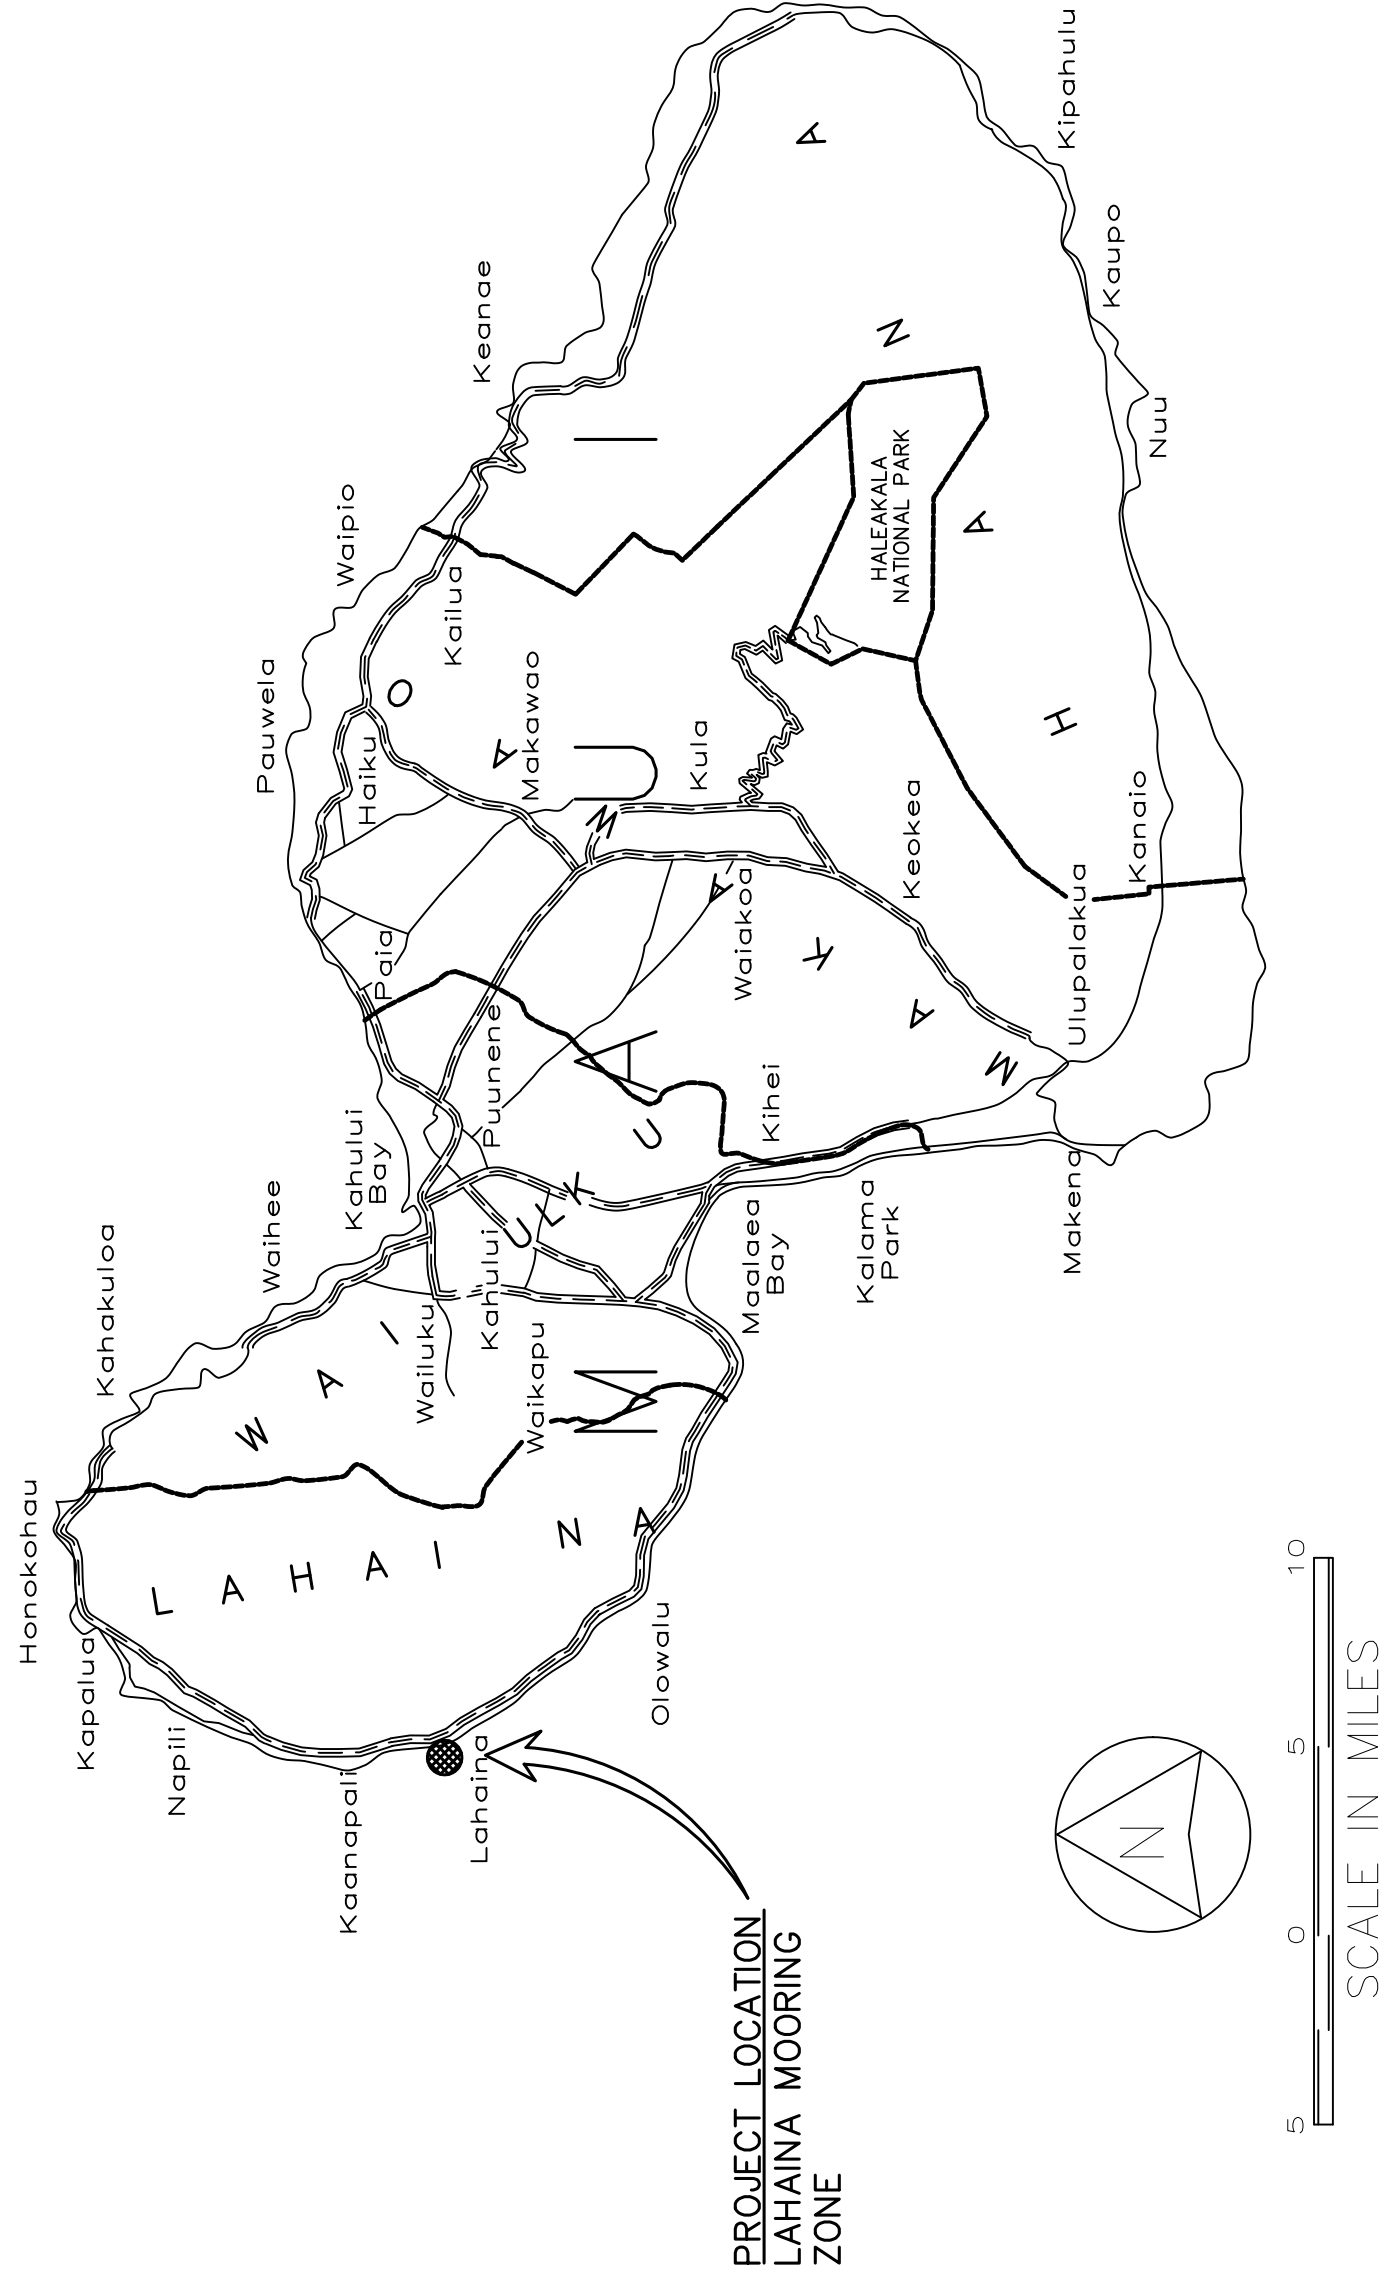 Honokohau
Kahakuloa
Kapalua
Napili
Waihee
Kahului
Bay
Pauwela
Waipio
Keanae
Kaanapali
Lahaina
Wailuku
Kahului
Puunene
Paia
Haiku
Kailua
Makawao
Waikapu
Olowalu
Kula
Waiakoa
Kihei
Maalaea
Bay
Kalama
Park
Keokea
HALEAKALA
NATIONAL PARK
Kipahulu
Kaupo
Nuu
Kanaio
Ulupalakua
Makena
LAHAINA
WAILUKU
MAKAWAO
HANA
MAUI
PROJECT LOCATION
LAHAINA MOORING
ZONE
N
5 0 5 10
SCALE IN MILES